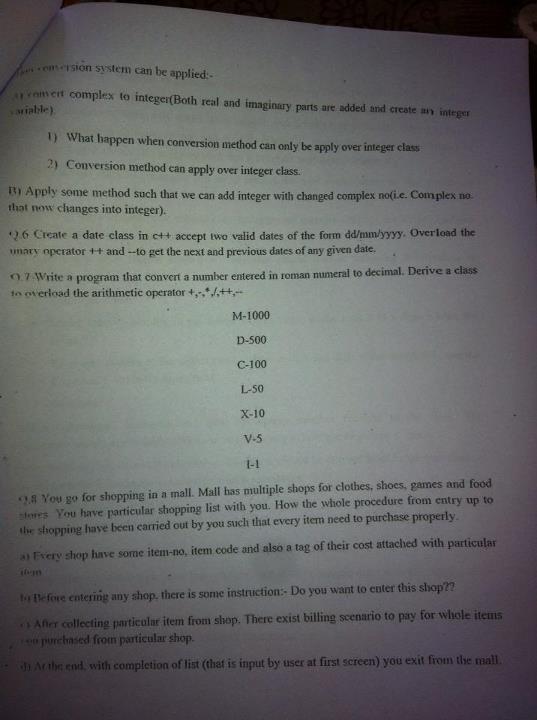 conversion system can be applied:-
convert complex to integer(Both real and imaginary parts are added and create an integer
variable)
1) What happen when conversion method can only be apply over integer class
2) Conversion method can apply over integer class.
B) Apply some method such that we can add integer with changed complex no(i.e. Complex no.
that now changes into integer).
Q.6 Create a date class in c++ accept two valid dates of the form dd/mm/yyyy. Overload the
unary operator ++ and --to get the next and previous dates of any given date.
Q.7 Write a program that convert a number entered in roman numeral to decimal. Derive a class
to overload the arithmetic operator +,-,*,/,++,--
M-1000
D-500
C-100
L-50
X-10
V-5
I-1
Q.8 You go for shopping in a mall. Mall has multiple shops for clothes, shoes, games and food
stores. You have particular shopping list with you. How the whole procedure from entry up to
the shopping have been carried out by you such that every item need to purchase properly.
a) Every shop have some item-no, item code and also a tag of their cost attached with particular
item
b) Before entering any shop, there is some instruction:- Do you want to enter this shop??
c) After collecting particular item from shop. There exist billing scenario to pay for whole items
purchased from particular shop.
d) At the end, with completion of list (that is input by user at first screen) you exit from the mall.